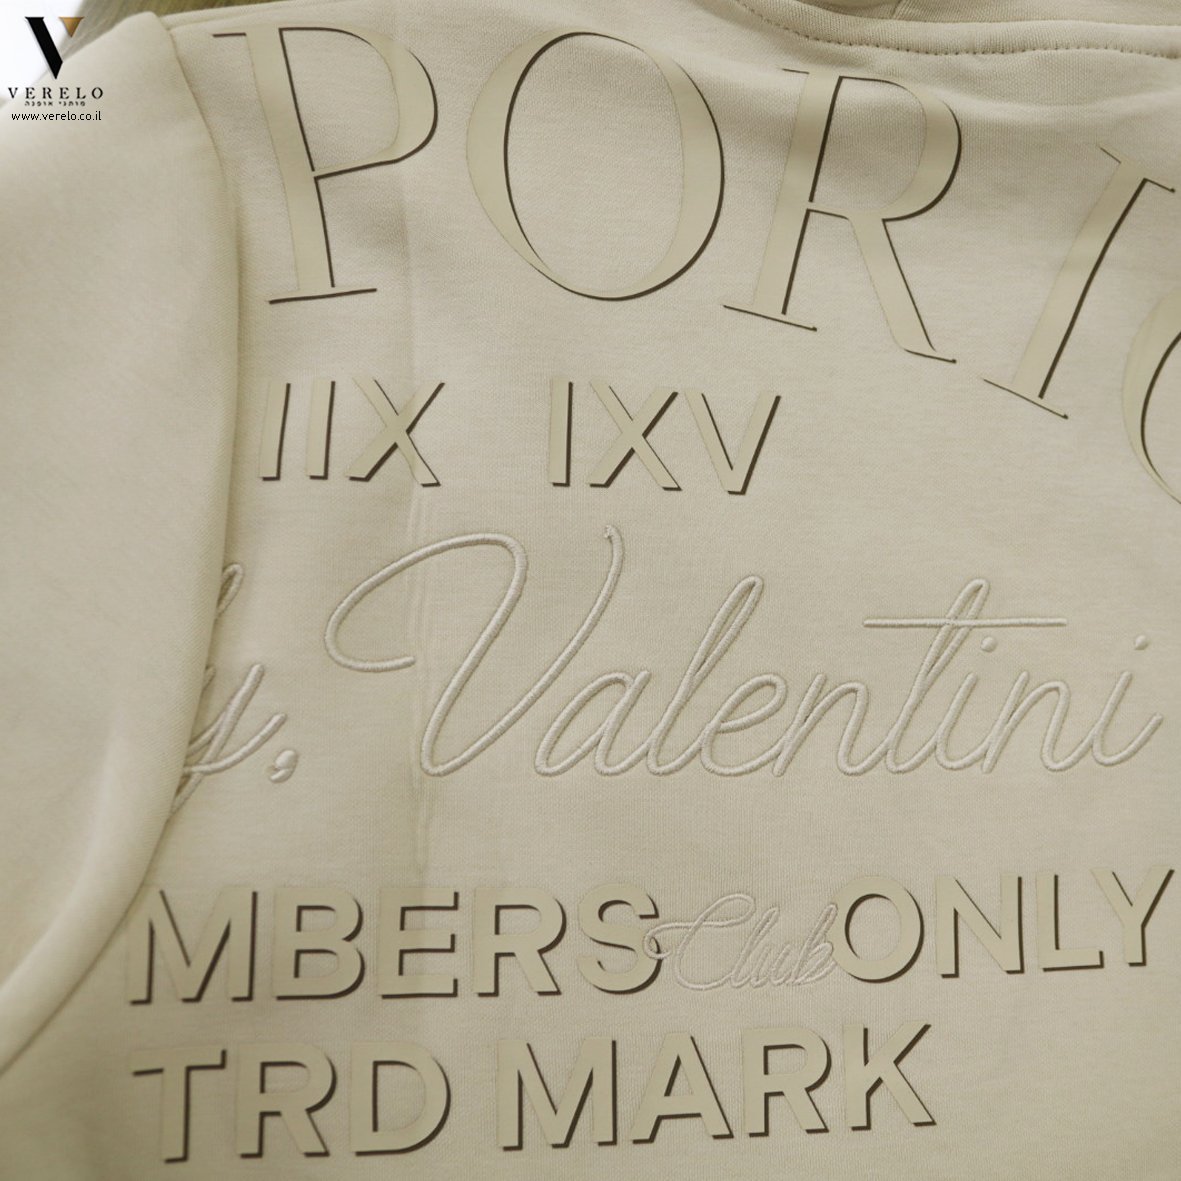 VERELO
מותגי אופנה
www.verelo.co.il
PORI
IIX IXV
y, Valentini
MBERS Club ONLY
TRD MARK